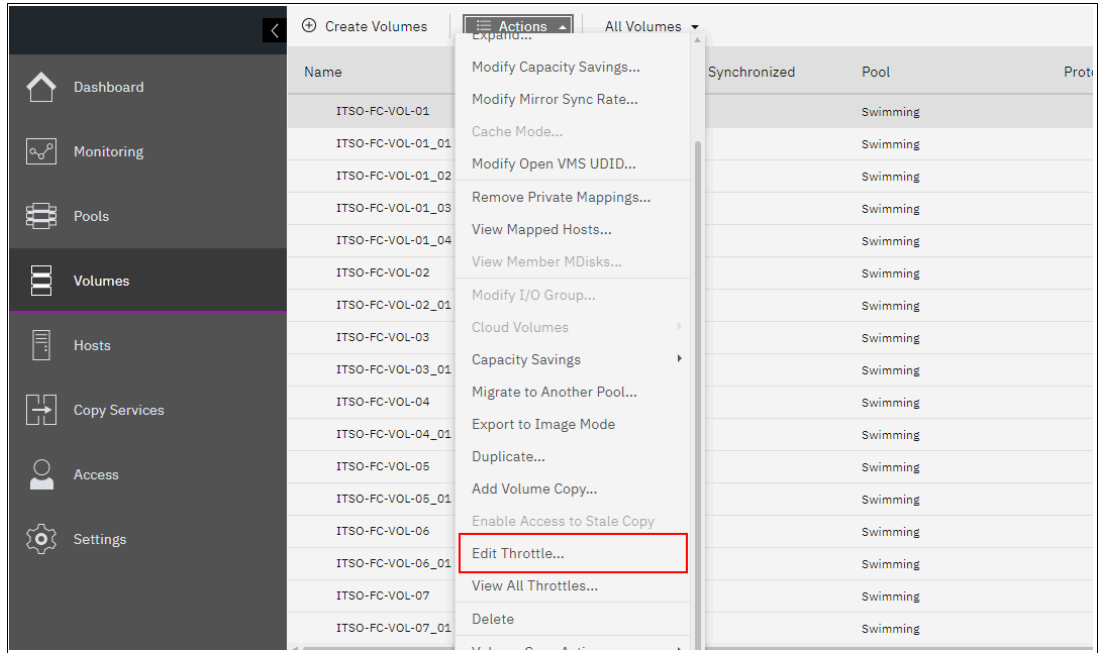 Create Volumes
Actions
All Volumes
Dashboard
Monitoring
Pools
Volumes
Hosts
Copy Services
Access
Settings
Name
Synchronized
Pool
ITSO-FC-VOL-01
Swimming
ITSO-FC-VOL-01_01
Swimming
ITSO-FC-VOL-01_02
Swimming
ITSO-FC-VOL-01_03
Swimming
ITSO-FC-VOL-01_04
Swimming
ITSO-FC-VOL-02
Swimming
ITSO-FC-VOL-02_01
Swimming
ITSO-FC-VOL-03
Swimming
ITSO-FC-VOL-03_01
Swimming
ITSO-FC-VOL-04
Swimming
ITSO-FC-VOL-04_01
Swimming
ITSO-FC-VOL-05
Swimming
ITSO-FC-VOL-05_01
Swimming
ITSO-FC-VOL-06
Swimming
ITSO-FC-VOL-06_01
Swimming
ITSO-FC-VOL-07
Swimming
ITSO-FC-VOL-07_01
Swimming
Expand...
Modify Capacity Savings...
Modify Mirror Sync Rate...
Cache Mode...
Modify Open VMS UDID...
Remove Private Mappings...
View Mapped Hosts...
View Member MDisks...
Modify I/O Group...
Cloud Volumes
Capacity Savings
Migrate to Another Pool...
Export to Image Mode
Duplicate...
Add Volume Copy...
Enable Access to Stale Copy
Edit Throttle...
View All Throttles...
Delete